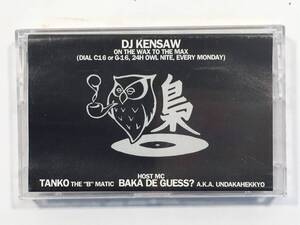 DJ KENSAW
ON THE WAX TO THE MAX
(DIAL C16 or G-16, 24H OWL NITE, EVERY MONDAY)
梟
HOST MC
TANKO THE "B" MATIC BAKA DE GUESS? A.K.A. UNDAKAHEKKYO